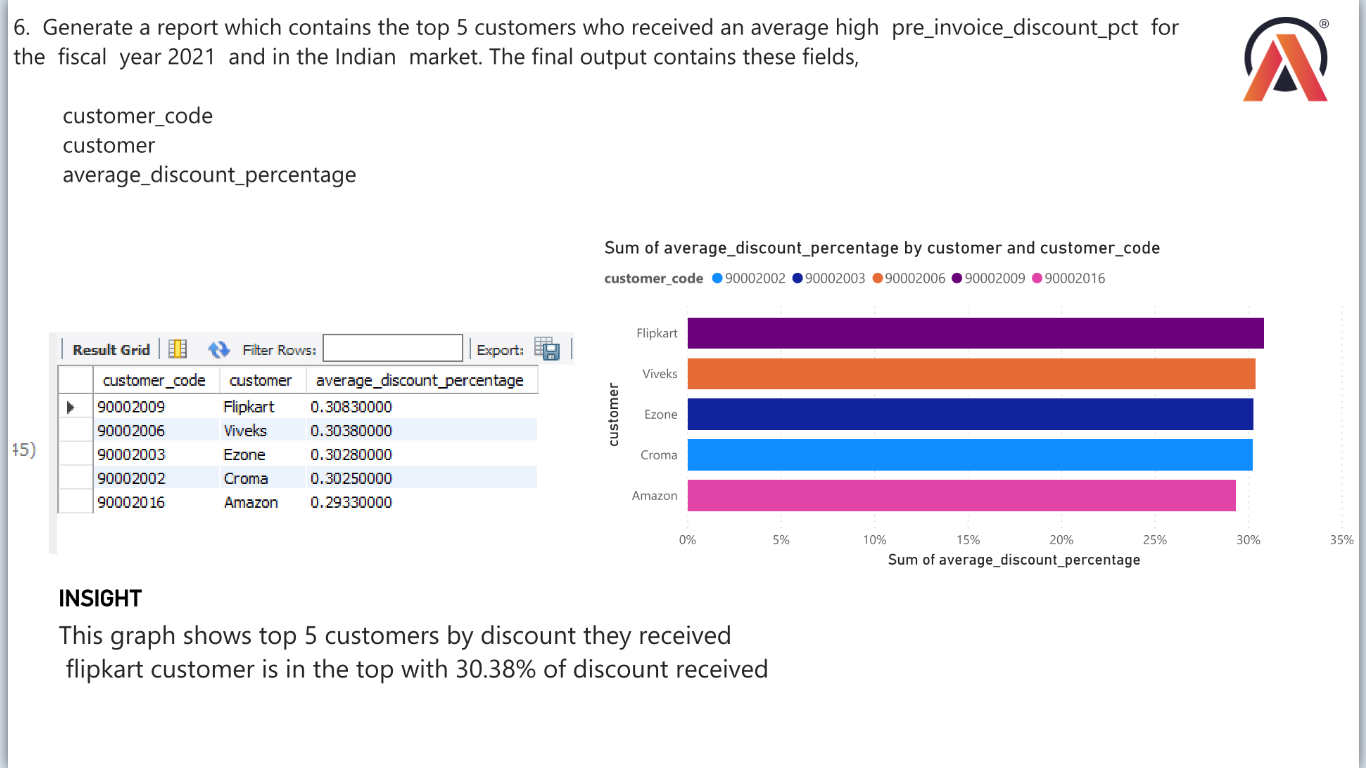 6. Generate a report which contains the top 5 customers who received an average high pre_invoice_discount_pct for
the fiscal year 2021 and in the Indian market. The final output contains these fields,
customer_code
customer
average_discount_percentage
®
Sum of average_discount_percentage by customer and customer_code
customer_code 90002002 90002003 90002006 90002009 90002016
Flipkart
Viveks
Ezone
Croma
Amazon
customer
0% 5% 10% 15% 20% 25% 30% 35%
Sum of average_discount_percentage
Result Grid Filter Rows: Export:
customer_code customer average_discount_percentage
90002009 Flipkart 0.30830000
90002006 Viveks 0.30380000
90002003 Ezone 0.30280000
90002002 Croma 0.30250000
90002016 Amazon 0.29330000
INSIGHT
This graph shows top 5 customers by discount they received
flipkart customer is in the top with 30.38% of discount received